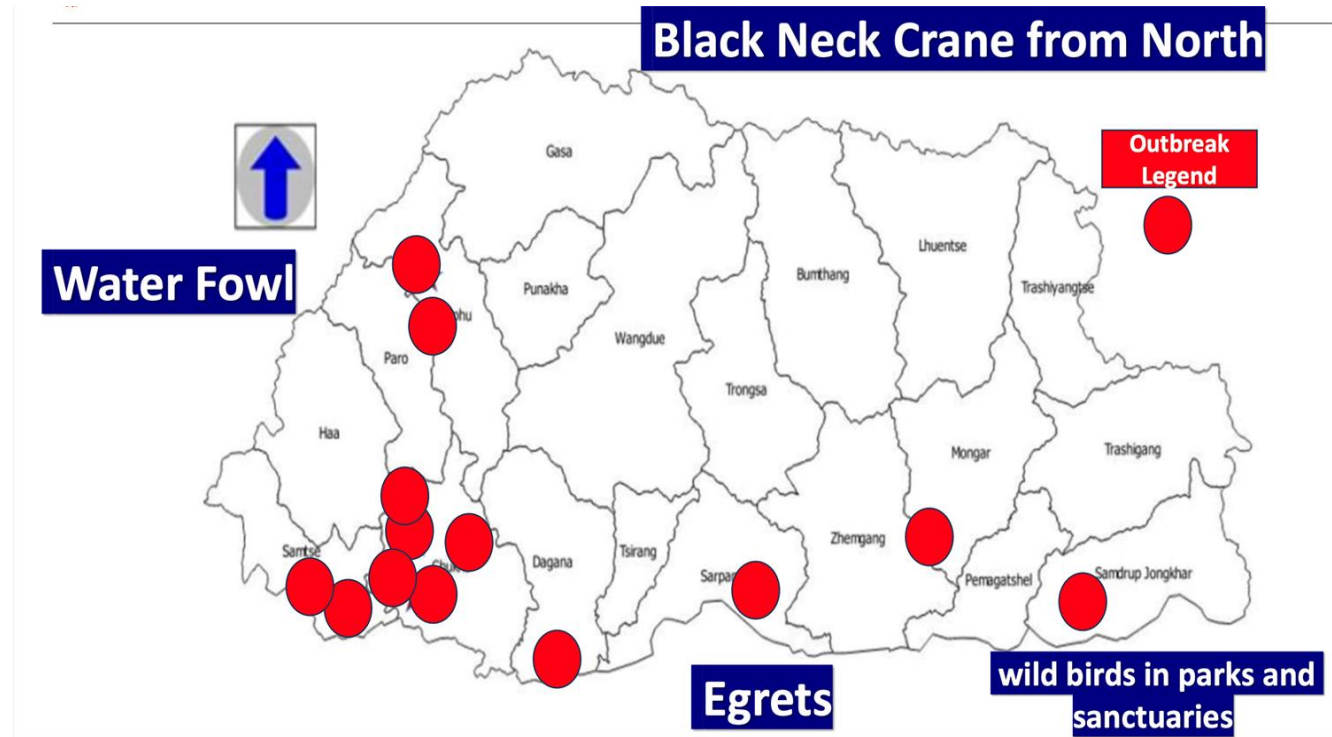 Black Neck Crane from North
Outbreak
Legend
Gasa
Lhuentse
Water Fowl
Bumthang
Punakha
Trashiyangtse
Wangdue
Paro
Trongsa
Haa
Mongar
Trashigang
Samtse
Zhemgang
Dagana
Tsirang
Samdrup Jongkhar
Pemagatshel
wild birds in parks and
sanctuaries
Egrets